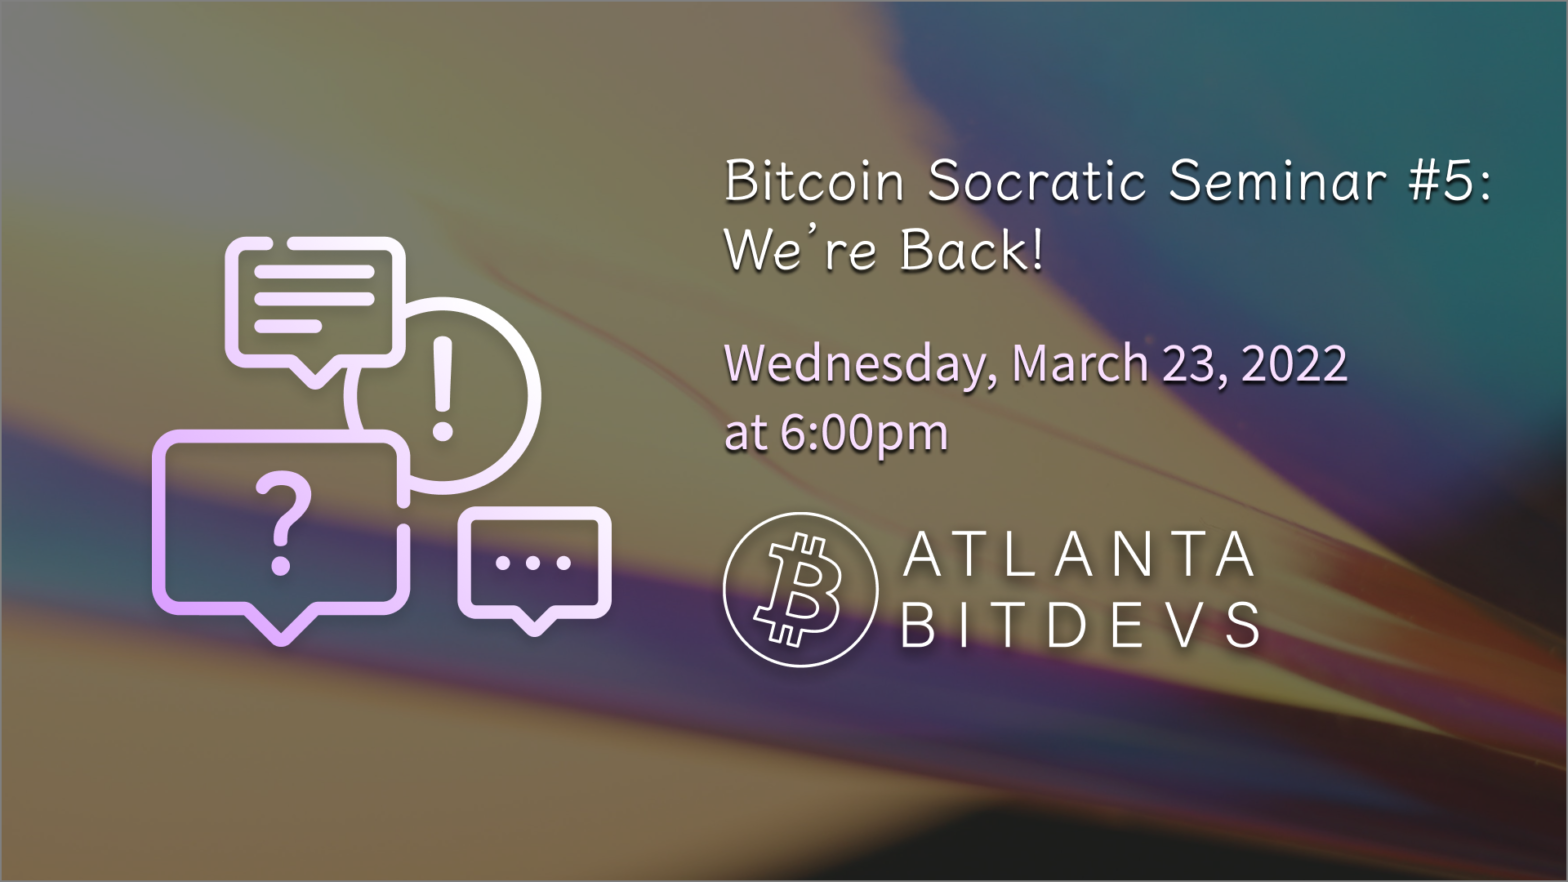 Bitcoin Socratic Seminar #5:
We’re Back!
Wednesday, March 23, 2022
at 6:00pm
ATLANTA
BITDEVS